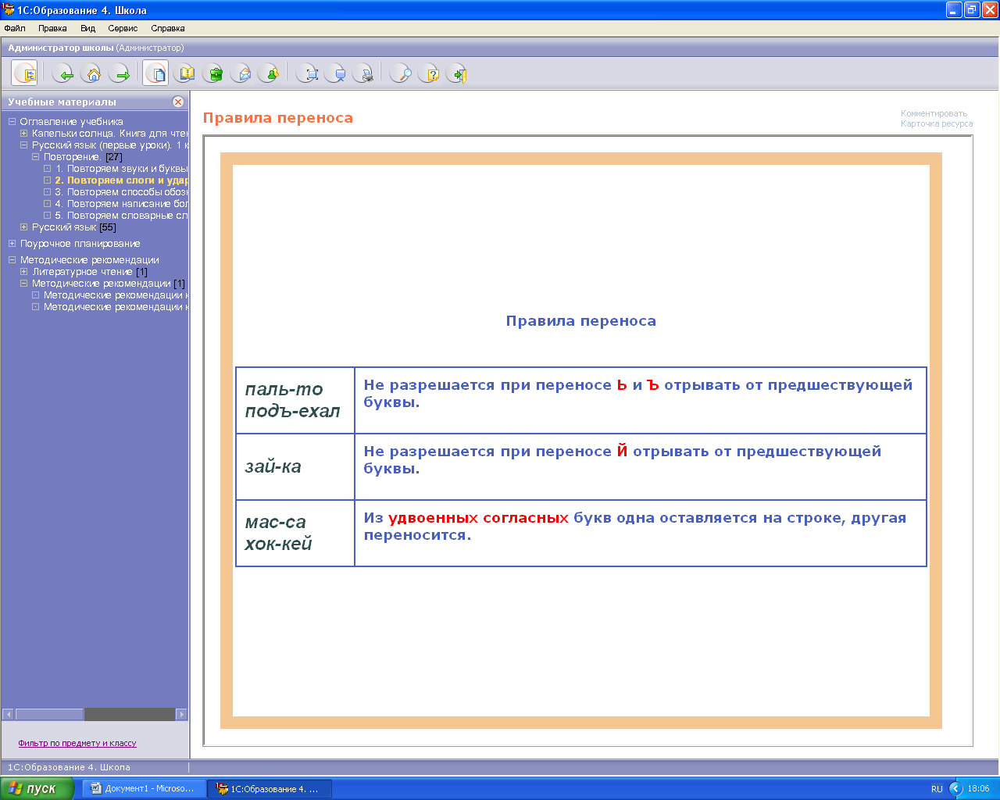 1С:Образование 4. Школа
Файл Правка Вид Сервис Справка
Администратор школы (Администратор)
Учебные материалы
Оглавление учебника
Капельки солнца. Книга для чтен
Русский язык (первые уроки). 1 к
Повторение. [27]
1. Повторяем звуки и буквы
2. Повторяем слоги и удар
3. Повторяем способы обозн
4. Повторяем написание бол
5. Повторяем словарные сл
Русский язык [55]
Поурочное планирование
Методические рекомендации
Литературное чтение [1]
Методические рекомендации [1]
Методические рекомендации к
Методические рекомендации к
Фильтр по предмету и классу
Правила переноса
Комментировать
Карточка ресурса
Правила переноса
паль-то
подъ-ехал
Не разрешается при переносе Ь и Ъ отрывать от предшествующей
буквы.
зай-ка
Не разрешается при переносе Й отрывать от предшествующей
буквы.
мас-са
хок-кей
Из удвоенных согласных букв одна оставляется на строке, другая
переносится.
1С:Образование 4. Школа
пуск
Документ1 - Microso...
1С:Образование 4. ...
RU
18:06